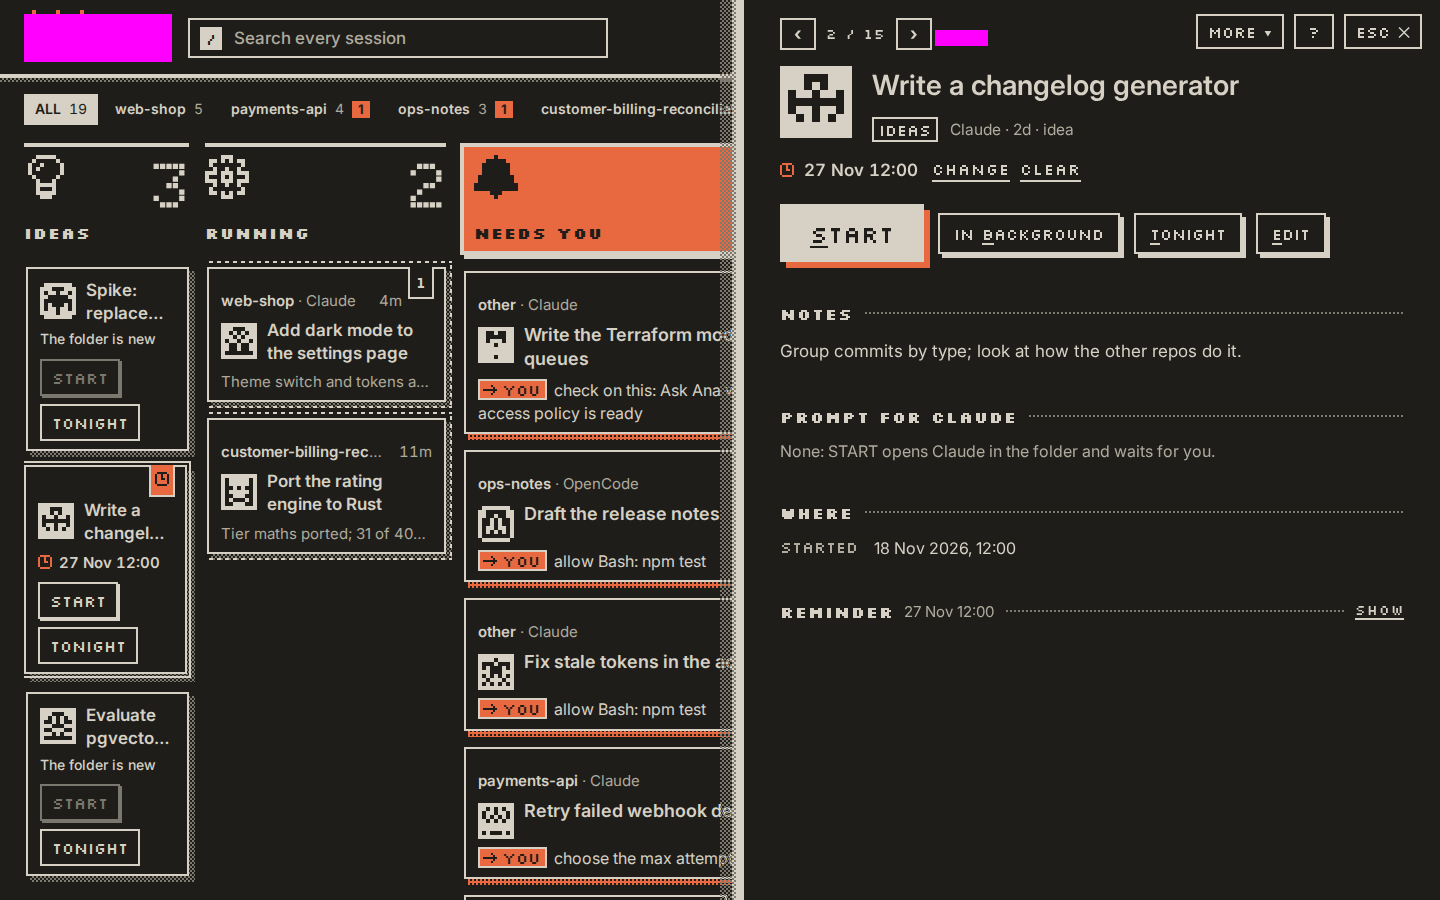 / Search every session
ALL 19 web-shop 5 payments-api 4 1 ops-notes 3 1
3
IDEAS
Spike:
replace...
The folder is new
START
TONIGHT
Write a
changel...
27 Nov 12:00
START
TONIGHT
Evaluate
pgvecto...
The folder is new
START
TONIGHT
2
RUNNING
1
web-shop · Claude 4m
Add dark mode to
the settings page
Theme switch and tokens a...
customer-billing-rec... 11m
Port the rating
engine to Rust
Tier maths ported; 31 of 40...
NEEDS YOU
other · Claude
Write the Terraform
queues
→ YOU check on this: Ask Ana
access policy is ready
ops-notes · OpenCode
Draft the release notes
→ YOU allow Bash: npm test
other · Claude
Fix stale tokens in the
→ YOU allow Bash: npm test
payments-api · Claude
Retry failed webhook
→ YOU choose the max
‹ 2 / 15 › MORE ▾ ? ESC ×
Write a changelog generator
IDEAS Claude · 2d · idea
27 Nov 12:00 CHANGE CLEAR
START IN BACKGROUND TONIGHT EDIT
NOTES
Group commits by type; look at how the other repos do it.
PROMPT FOR CLAUDE
None: START opens Claude in the folder and waits for you.
WHERE
STARTED 18 Nov 2026, 12:00
REMINDER 27 Nov 12:00 SHOW